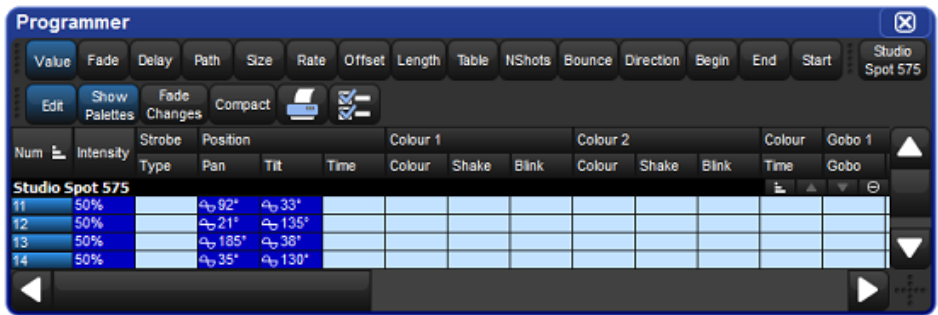 Programmer
Value Fade Delay Path Size Rate Offset Length Table NShots Bounce Direction Begin End Start Studio Spot 575
Edit Show Palettes Fade Changes Compact
Num Intensity Strobe Position Colour 1 Colour 2 Colour Gobo 1
Type Pan Tilt Time Colour Shake Blink Colour Shake Blink Time Gobo
Studio Spot 575
11 50% 92° 33°
12 50% 21° 135°
13 50% 185° 38°
14 50% 35° 130°